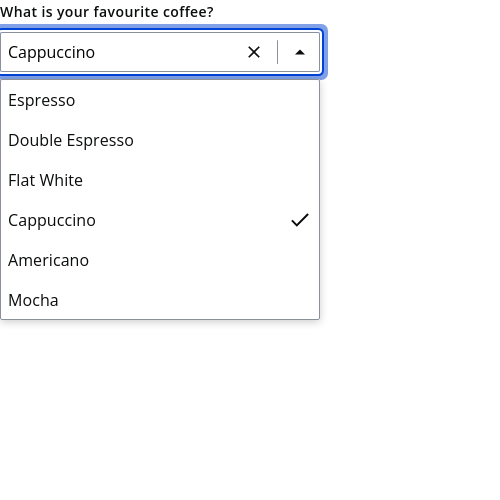 What is your favourite coffee?
Cappuccino
Espresso
Double Espresso
Flat White
Cappuccino
Americano
Mocha